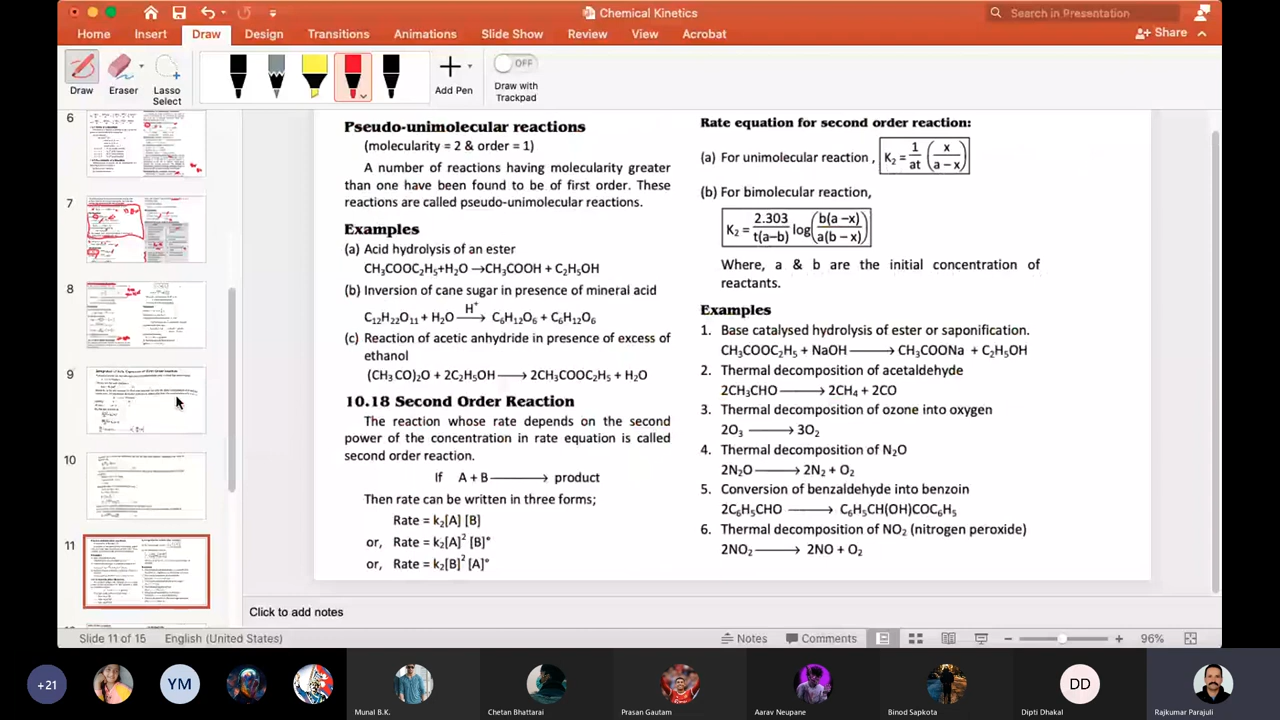 Chemical Kinetics
Search in Presentation
Home Insert Draw Design Transitions Animations Slide Show Review View Acrobat
Share
Draw
Eraser
Lasso
Select
Add Pen
OFF
Draw with
Trackpad
6
7
8
9
10
11
Pseudo-unimolecular reactions
(molecularity = 2 & order = 1)
A number of reactions having molecularity greater
than one have been found to be of first order. These
reactions are called pseudo-unimolecular reactions.
Examples
(a) Acid hydrolysis of an ester
CH₃COOC₂H₅+H₂O →CH₃COOH + C₂H₅OH
(b) Inversion of cane sugar in presence of mineral acid
C₁₂H₂₂O₁₁ + H₂O —H⁺→ C₆H₁₂O₆ + C₆H₁₂O₆
(c) Reaction of acetic anhydride in presence of excess of
ethanol
(CH₃CO)₂O + 2C₂H₅OH ⟶ 2CH₃COOC₂H₅ + H₂O
10.13 Second Order Reaction
The reaction whose rate depends on the second
power of the concentration in rate equation is called
second order reaction.
If A + B ⟶ product
Then rate can be written in three forms;
Rate = k₂[A] [B]
or, Rate = k₂[A]² [B]°
or, Rate = k₂[B]² [A]°
Rate equation for second order reaction
(a) For unimolecular reaction, K₂ = 1/at (x/a – x)
(b) For bimolecular reaction,
K₂ = 2.303/t(a–b) log(b(a –x)/a(b – x))
Where, a & b are the initial concentration of
reactants.
Examples
1. Base catalysed hydrolysis of ester or saponification.
CH₃COOC₂H₅ + NaOH ⟶ CH₃COONa + C₂H₅OH
2. Thermal decomposition of acetaldehyde
2CH₃CHO ⟶ 2CH₄ + 2CO
3. Thermal decomposition of ozone into oxygen
2O₃ ⟶ 3O₂
4. Thermal decomposition of N₂O
2N₂O ⟶ 2N₂ + O₂
5. Conversion of benzaldehyde into benzoin
2C₆H₅CHO ⟶ C₆H₅CH(OH)COC₆H₅
6. Thermal decomposition of NO₂ (nitrogen peroxide)
2NO₂ ⟶ 2NO + O₂
Click to add notes
Slide 11 of 15 English (United States) Notes Comments 96%
+21
YM
DD
Munal B.K. Chetan Bhattarai Prasan Gautam Aarav Neupane Binod Sapkota Dipti Dhakal Rajkumar Parajuli